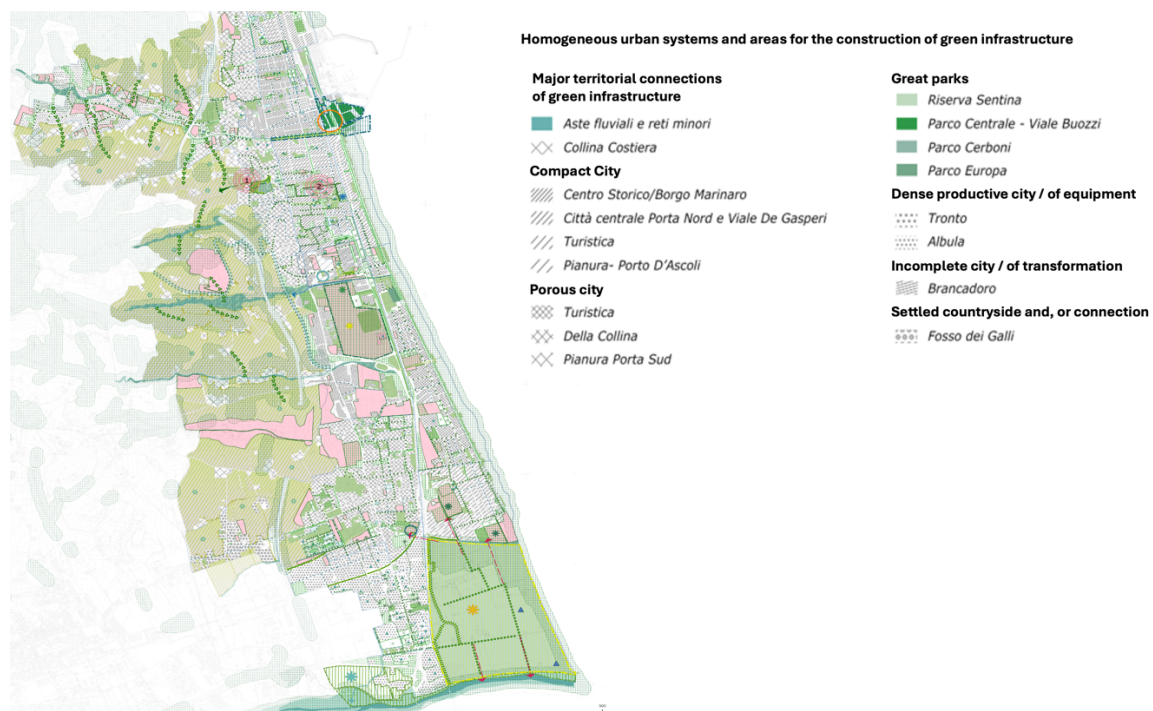 Homogeneous urban systems and areas for the construction of green infrastructure
Major territorial connections
of green infrastructure
Aste fluviali e reti minori
Collina Costiera
Compact City
Centro Storico/Borgo Marinaro
Città centrale Porta Nord e Viale De Gasperi
Turistica
Pianura- Porto D'Ascoli
Porous city
Turistica
Della Collina
Pianura Porta Sud
Great parks
Riserva Sentina
Parco Centrale - Viale Buozzi
Parco Cerboni
Parco Europa
Dense productive city / of equipment
Tronto
Albula
Incomplete city / of transformation
Brancadoro
Settled countryside and, or connection
Fosso dei Galli
1
2